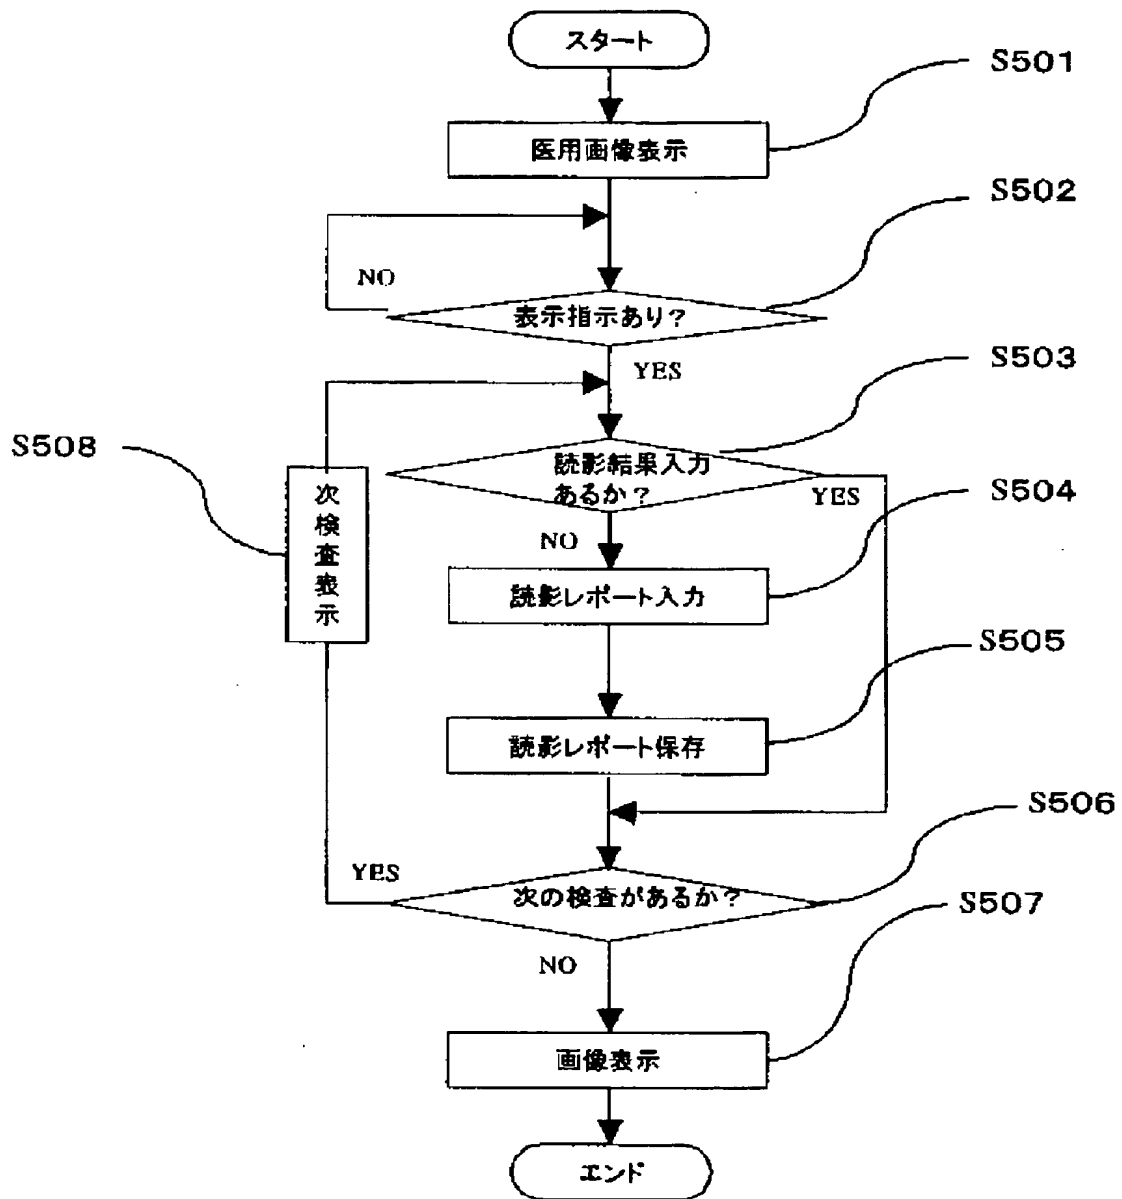 スタート
S501
医用画像表示
S502
NO
表示指示あり？
YES
S503
S508
読影結果入力
あるか？
YES
S504
次検査表示
NO
読影レポート入力
S505
読影レポート保存
S506
YES
次の検査があるか？
S507
NO
画像表示
エンド